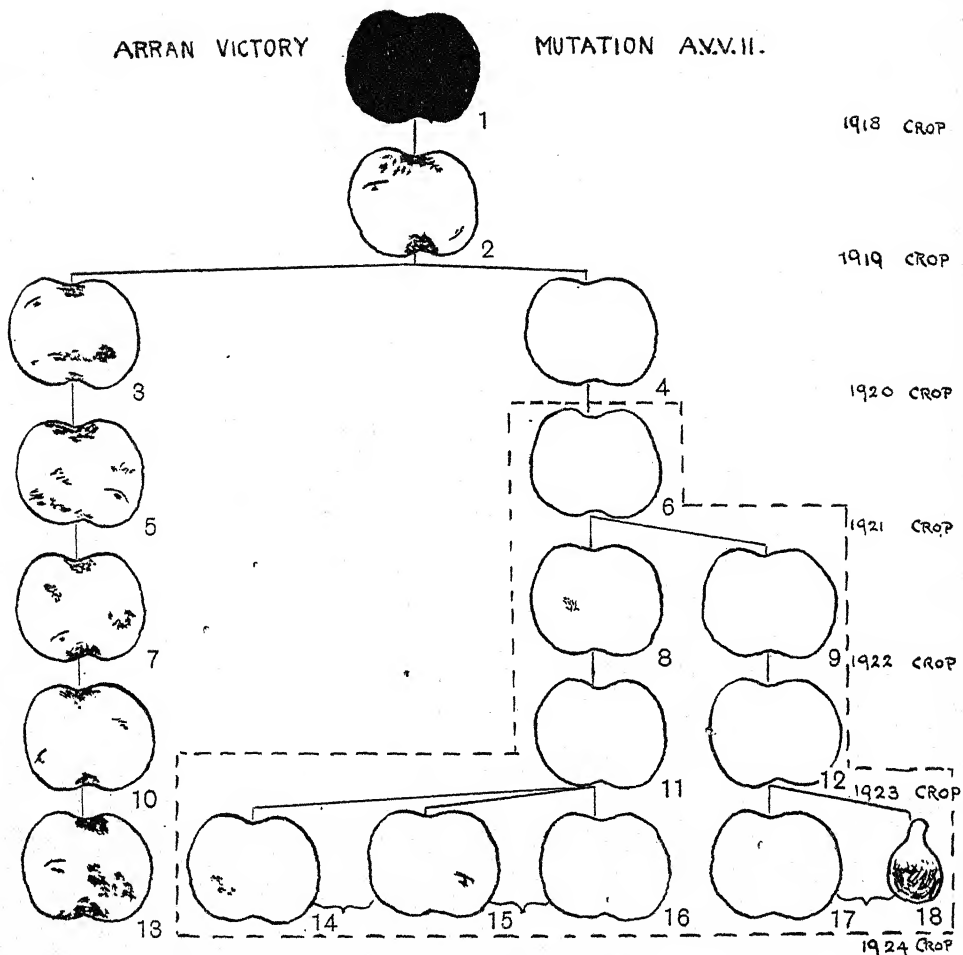 ARRAN VICTORY MUTATION A.V.V.II.
1
1918 CROP
2
1919 CROP
3
4
1920 CROP
5
6
1921 CROP
7
8
9
1922 CROP
10
11
12
1923 CROP
13
14
15
16
17
18
1924 CROP